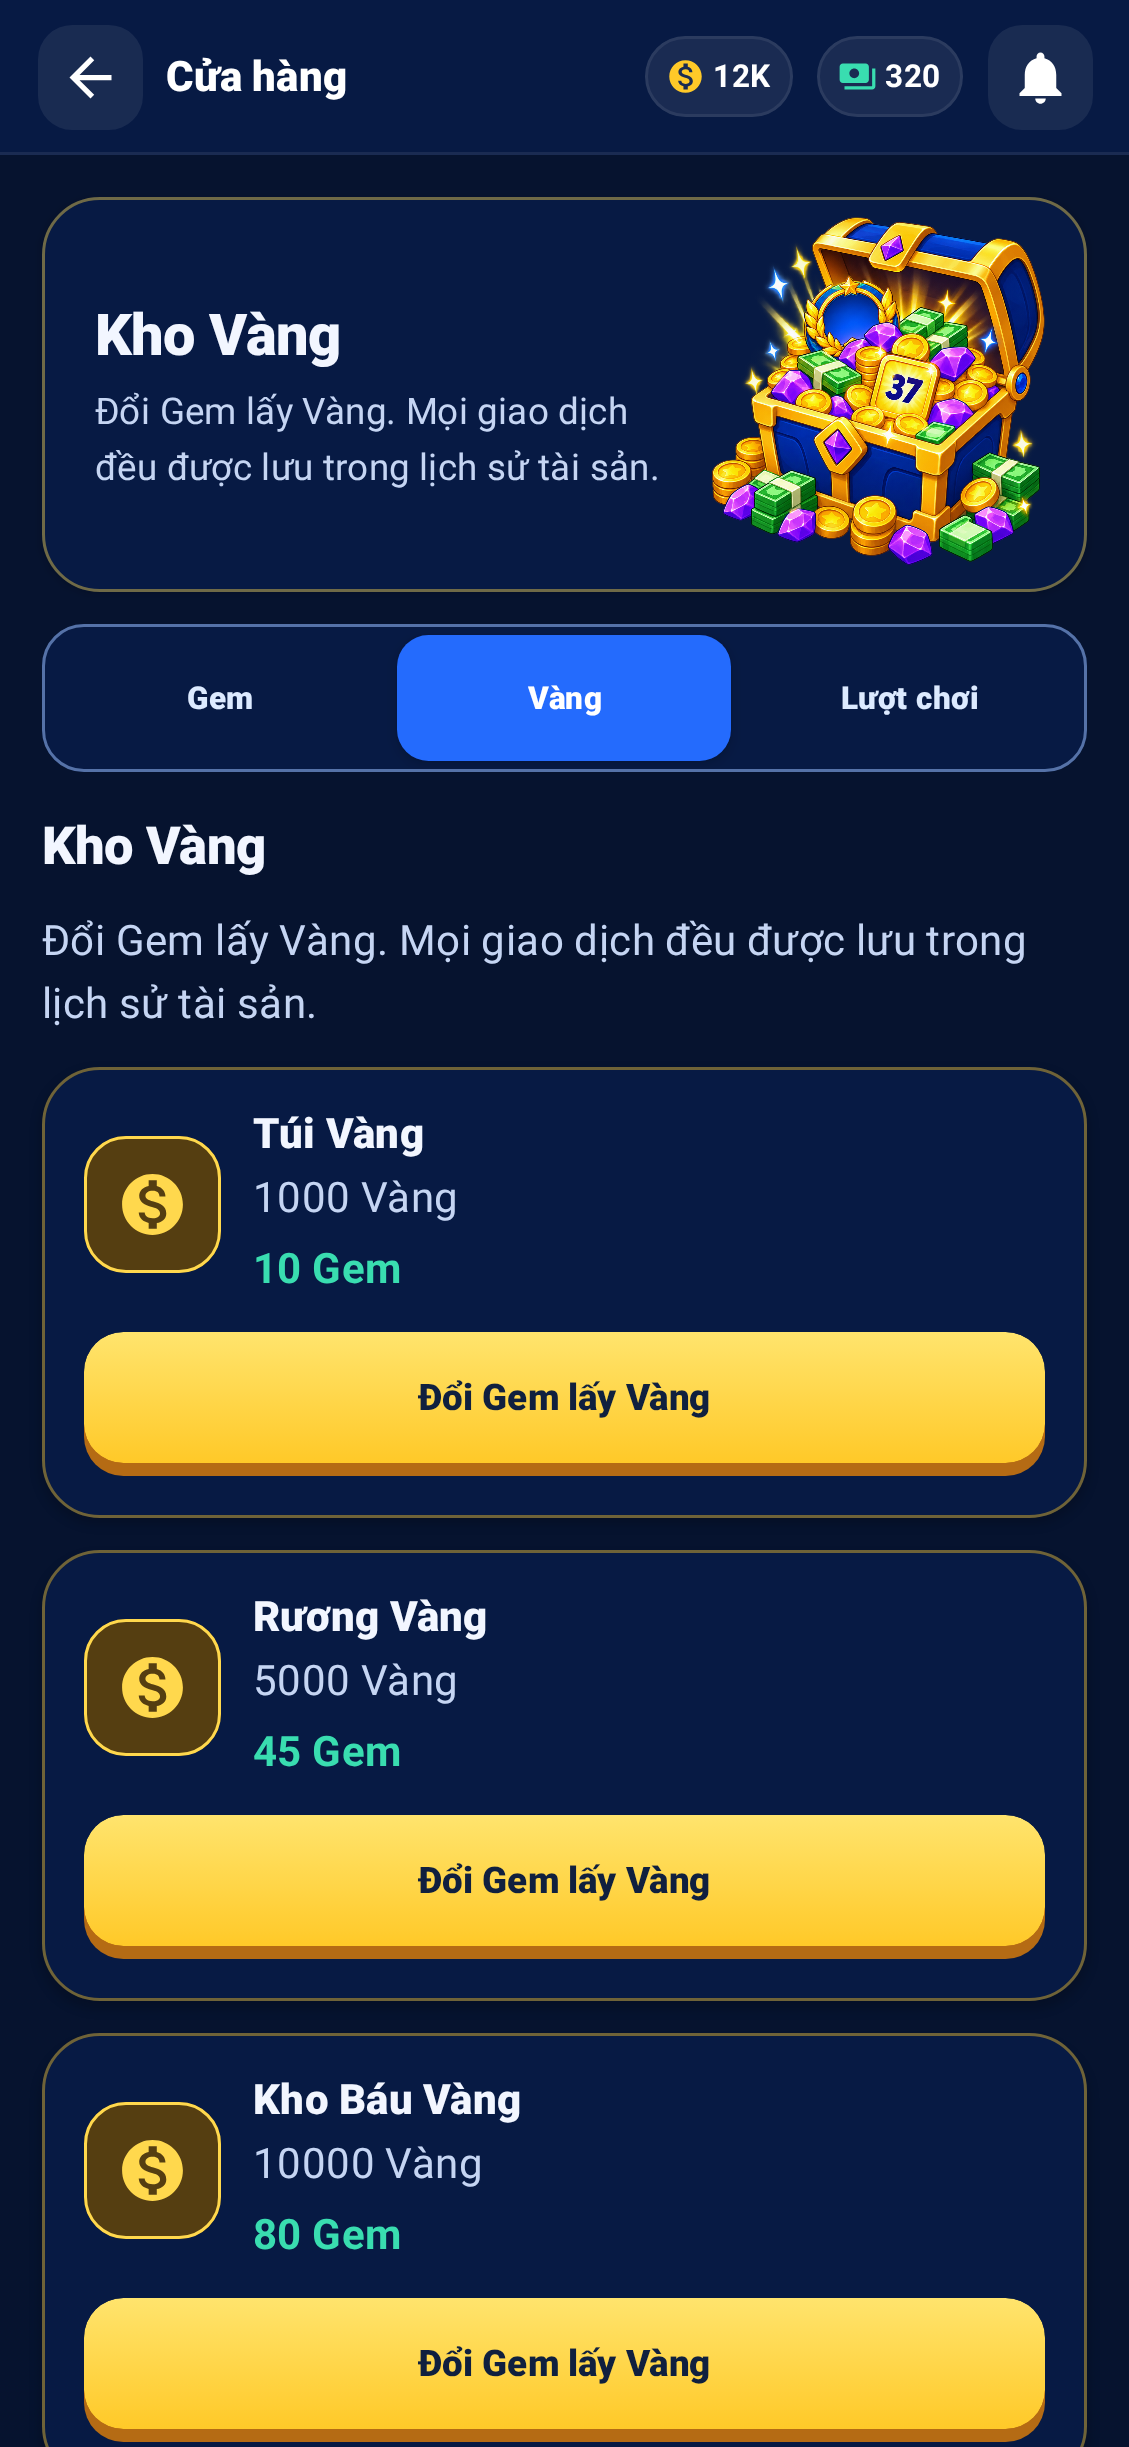 Cửa hàng
12K
320
Kho Vàng
Đổi Gem lấy Vàng. Mọi giao dịch
đều được lưu trong lịch sử tài sản.
37
Gem
Vàng
Lượt chơi
Kho Vàng
Đổi Gem lấy Vàng. Mọi giao dịch đều được lưu trong
lịch sử tài sản.
Túi Vàng
1000 Vàng
10 Gem
Đổi Gem lấy Vàng
Rương Vàng
5000 Vàng
45 Gem
Đổi Gem lấy Vàng
Kho Báu Vàng
10000 Vàng
80 Gem
Đổi Gem lấy Vàng